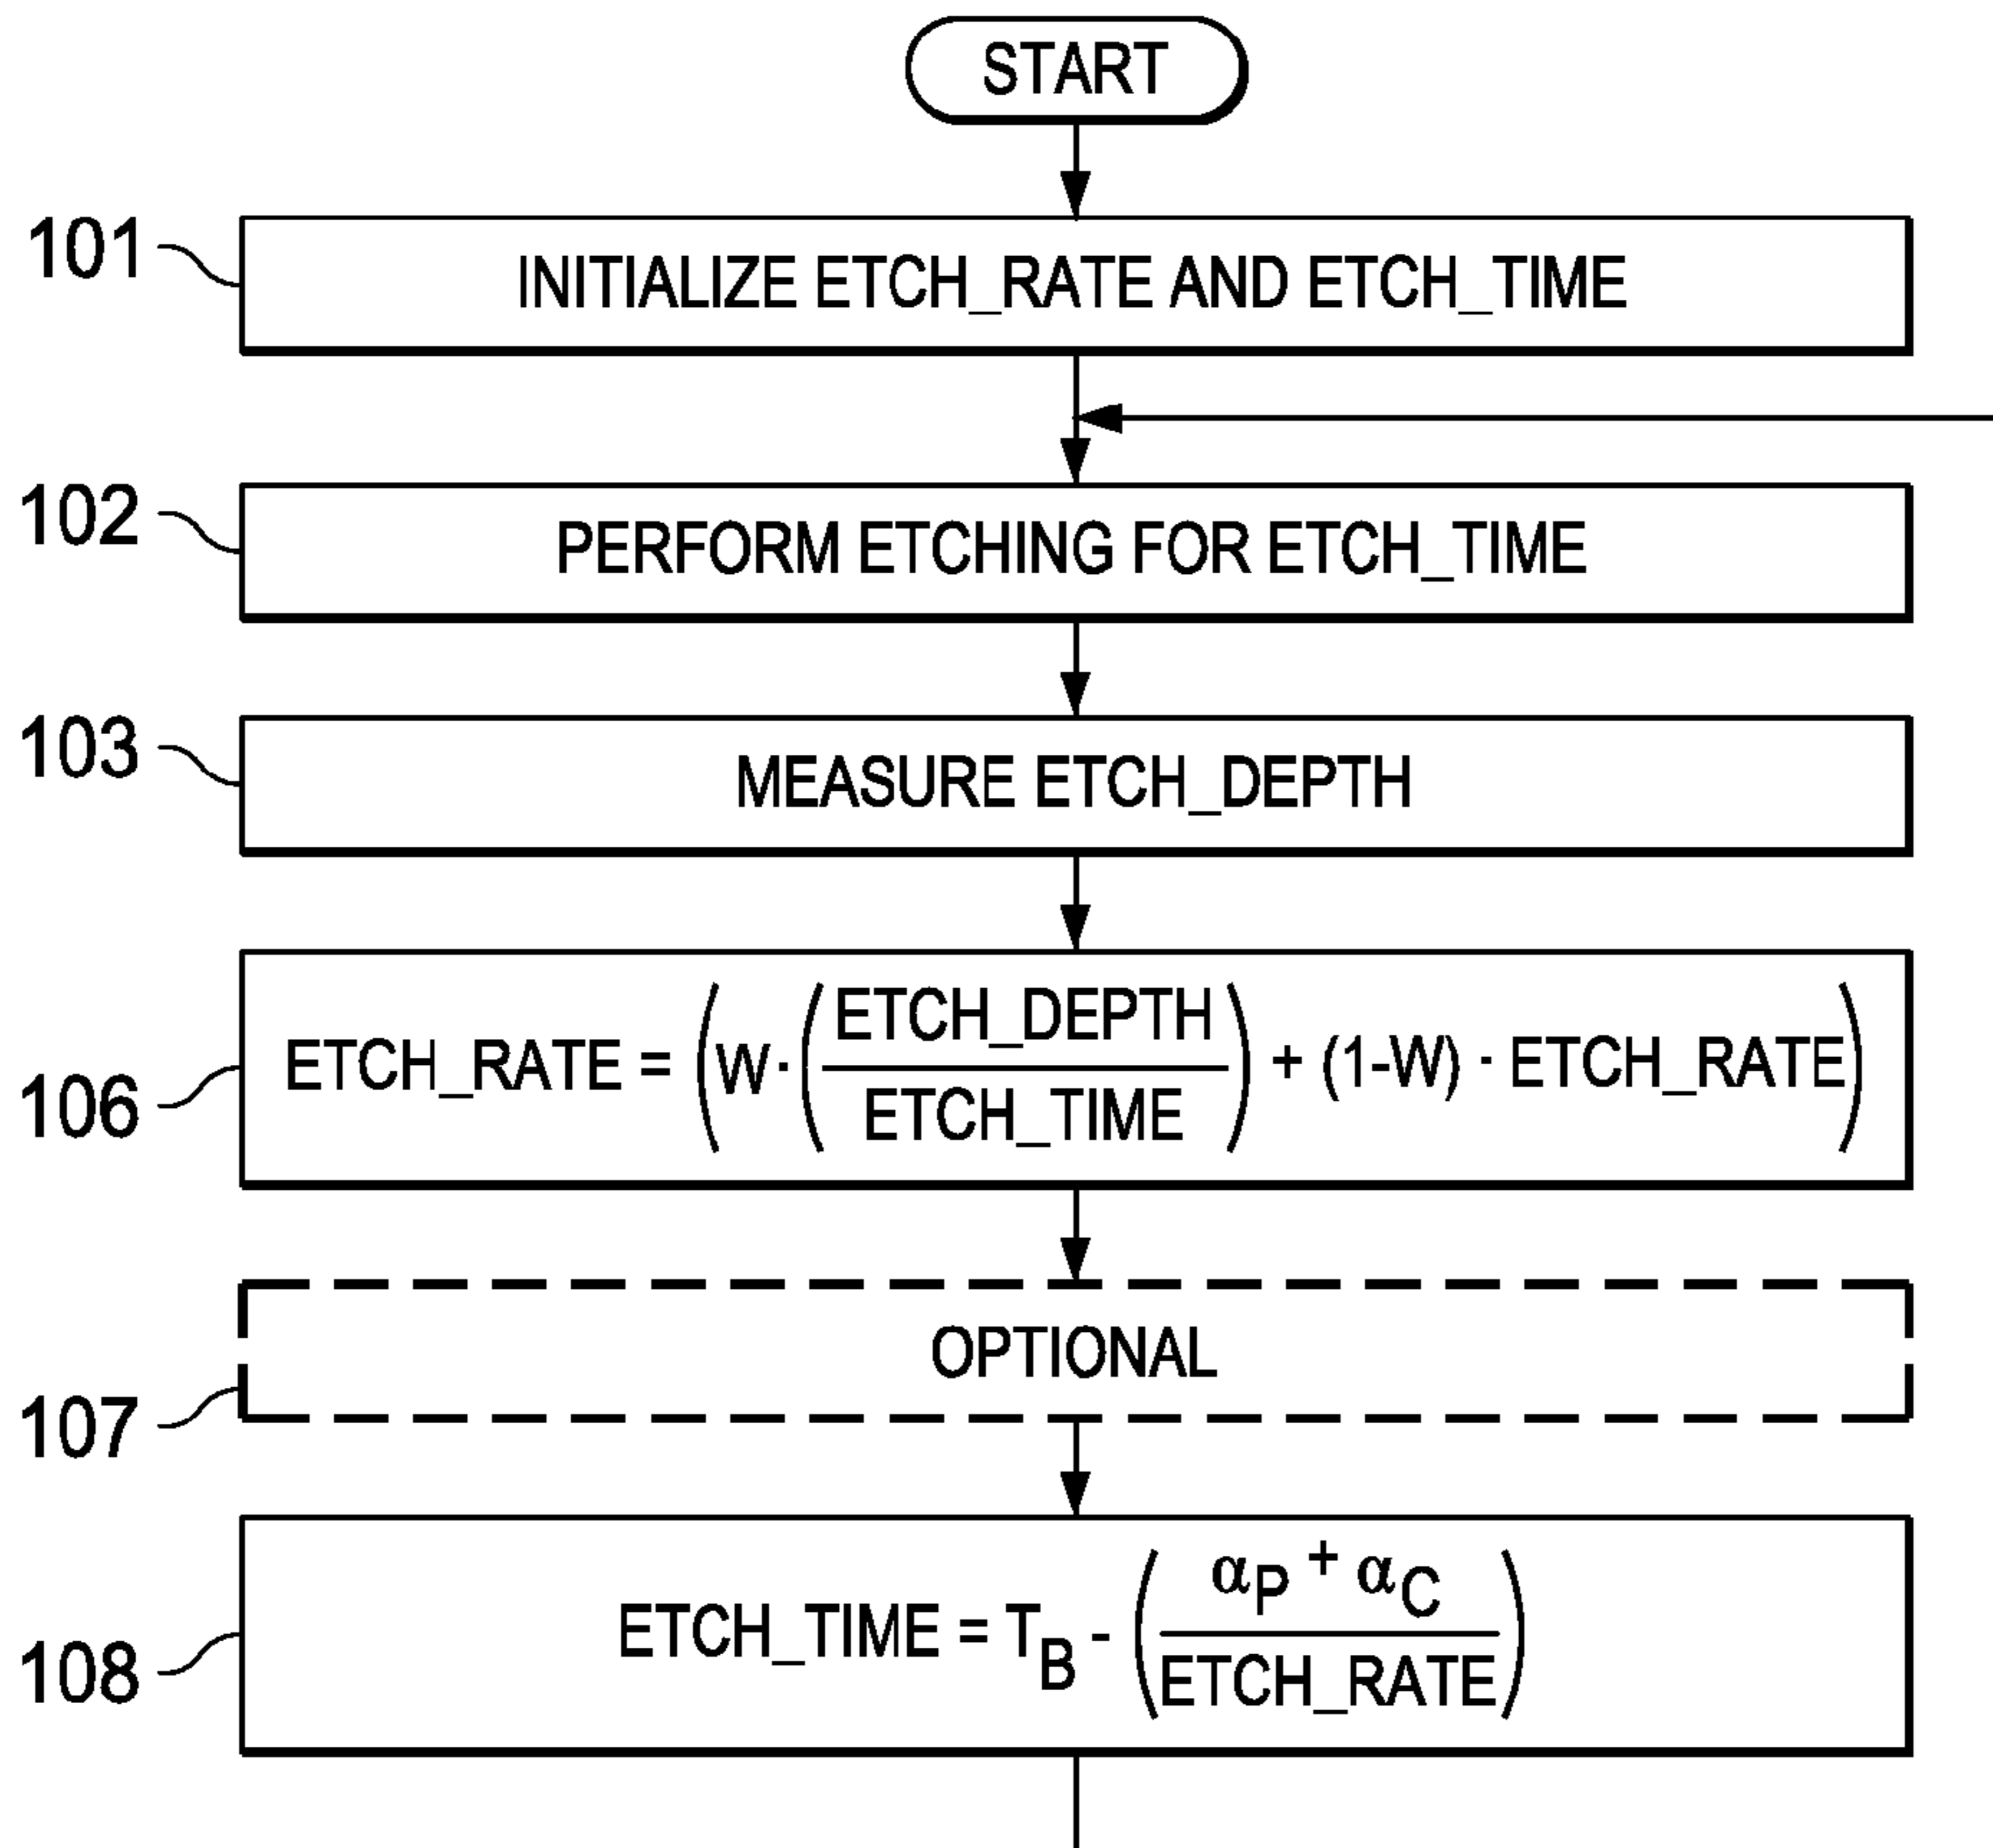 START
101
INITIALIZE ETCH_RATE AND ETCH_TIME
102
PERFORM ETCHING FOR ETCH_TIME
103
MEASURE ETCH_DEPTH
106
ETCH_RATE = (W·(ETCH_DEPTH/ETCH_TIME) + (1-W) · ETCH_RATE)
107
OPTIONAL
108
ETCH_TIME = T_B - (α_P + α_C/ETCH_RATE)